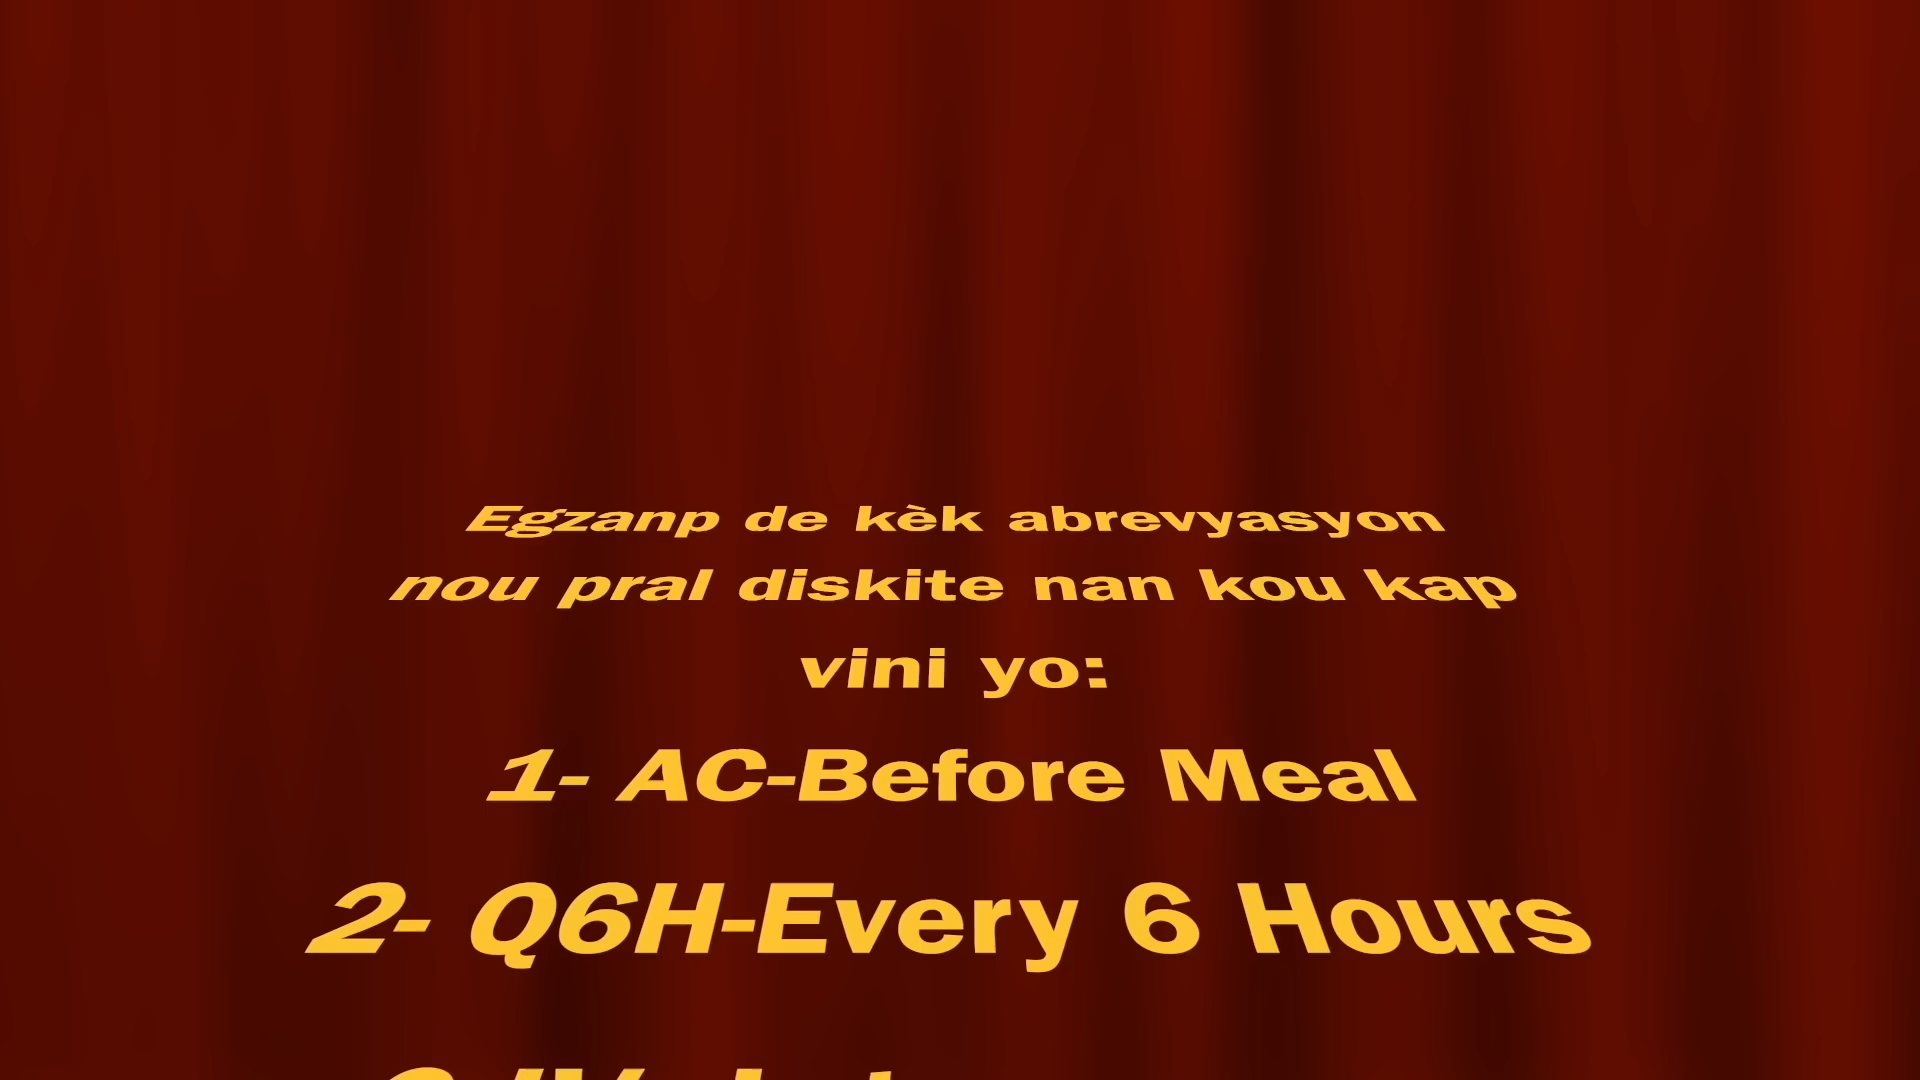 Egzanp de kèk abrevyasyon
nou pral diskite nan kou kap
vini yo:
1- AC-Before Meal
2- Q6H-Every 6 Hours